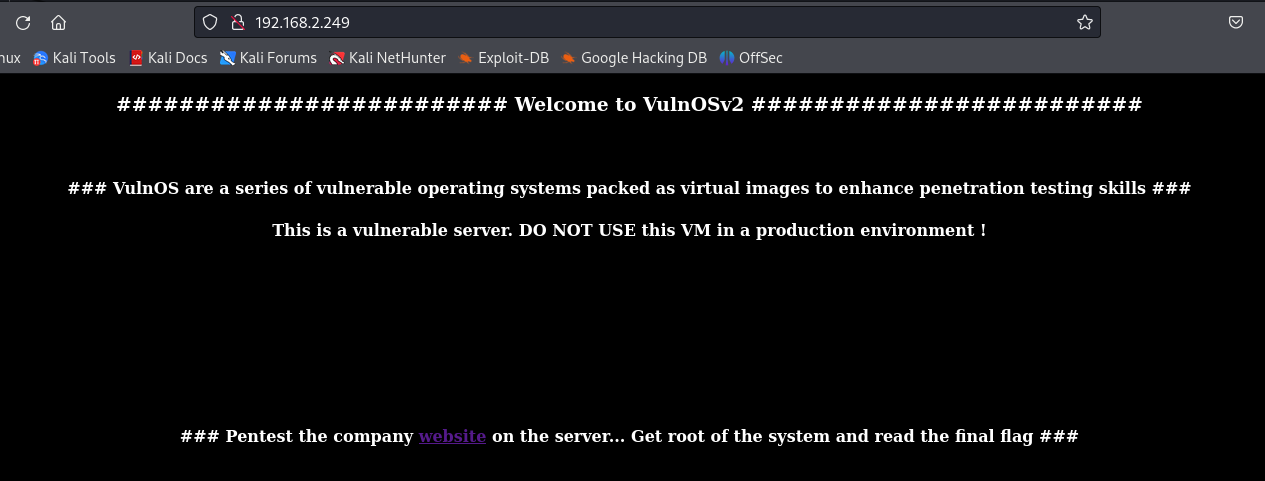 192.168.2.249
nux Kali Tools Kali Docs Kali Forums Kali NetHunter Exploit-DB Google Hacking DB OffSec
######################### Welcome to VulnOSv2 #########################
### VulnOS are a series of vulnerable operating systems packed as virtual images to enhance penetration testing skills ###
This is a vulnerable server. DO NOT USE this VM in a production environment !
### Pentest the company website on the server... Get root of the system and read the final flag ###